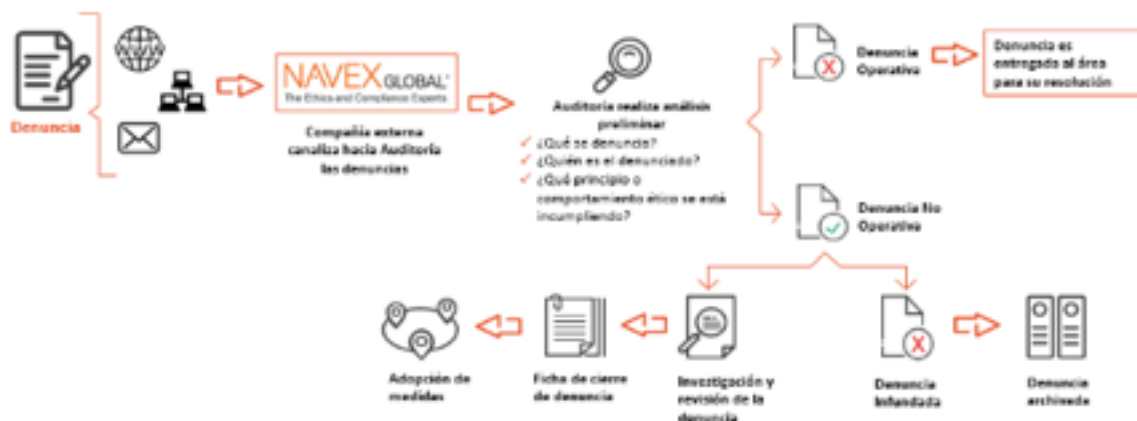 WWW
Denuncia
NAVEX GLOBAL®
The Ethics and Compliance Experts
Compañía externa
canaliza hacia Auditoría
las denuncias
Auditoría realiza análisis
preliminar
✓ ¿Qué se denuncia?
✓ ¿Quién es el denunciado?
✓ ¿Qué principio o
comportamiento ético se está
incumpliendo?
Denuncia
Operativa
Denuncia es
entregada al área
para su resolución
Denuncia No
Operativa
Adopción de
medidas
Ficha de cierre
de denuncia
Investigación y
revisión de la
denuncia
Denuncia
Infundada
Denuncia
archivada